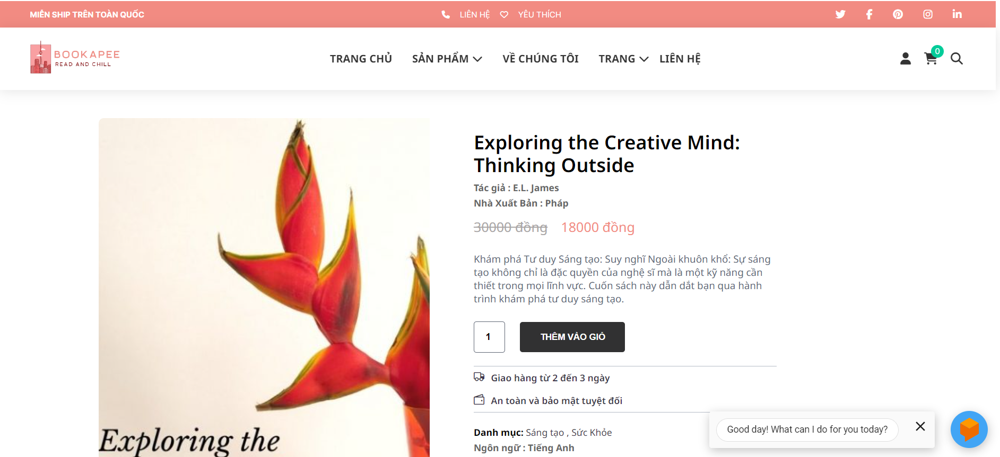 MIỄN SHIP TRÊN TOÀN QUỐC
LIÊN HỆ
YÊU THÍCH
BOOKAPEE
READ AND CHILL
TRANG CHỦ
SẢN PHẨM
VỀ CHÚNG TÔI
TRANG
LIÊN HỆ
0
Exploring the Creative Mind:
Thinking Outside
Tác giả : E.L. James
Nhà Xuất Bản : Pháp
30000 đồng 18000 đồng
Khám phá Tư duy Sáng tạo: Suy nghĩ Ngoài khuôn khổ: Sự sáng
tạo không chỉ là đặc quyền của nghệ sĩ mà là một kỹ năng cần
thiết trong mọi lĩnh vực. Cuốn sách này dẫn dắt bạn qua hành
trình khám phá tư duy sáng tạo.
1
THÊM VÀO GIỎ
Giao hàng từ 2 đến 3 ngày
An toàn và bảo mật tuyệt đối
Danh mục: Sáng tạo , Sức Khỏe
Ngôn ngữ : Tiếng Anh
Exploring the
Good day! What can I do for you today?